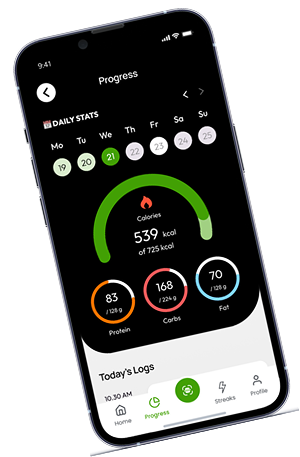 9:41
Progress
DAILY STATS
Mo Tu We Th Fr Sa Su
19 20 21 22 23 24 25
Calories
539 kcal
of 725 kcal
83 / 128 g
168 / 224 g
70 / 128 g
Protein Carbs Fat
Today's Logs
10.30 AM
Home Progress Streaks Profile